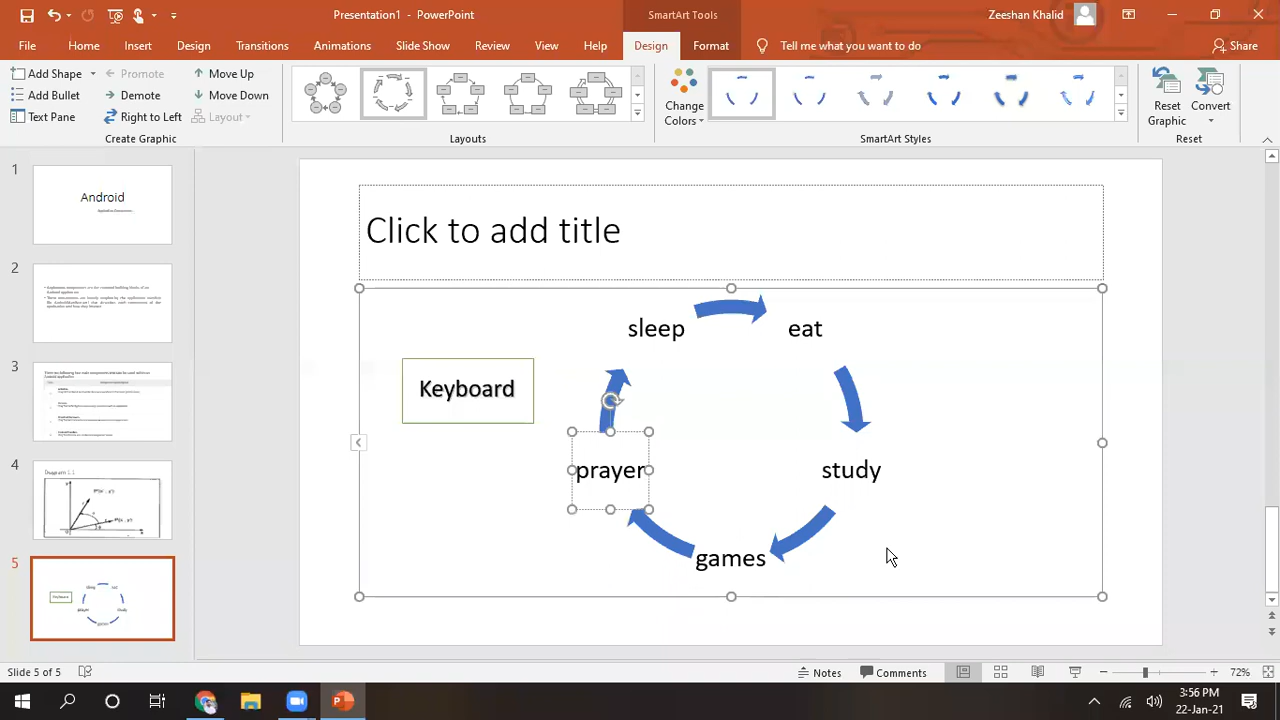 Presentation1 - PowerPoint
SmartArt Tools
Zeeshan Khalid
File Home Insert Design Transitions Animations Slide Show Review View Help Design Format Tell me what you want to do Share
Add Shape Promote Move Up
Add Bullet Demote Move Down
Text Pane Right to Left Layout
Create Graphic
Layouts
Change
Colors
SmartArt Styles
Reset
Graphic
Convert
Reset
1
Android
2
3
4
Diagram 1.1
5
Click to add title
sleep
eat
Keyboard
prayer
study
games
Slide 5 of 5
Notes
Comments
72%
3:56 PM
22-Jan-21